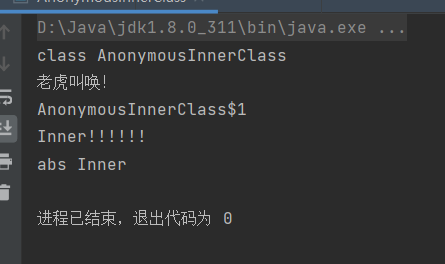 AnonymousInnerClass
D:\Java\jdk1.8.0_311\bin\java.exe ...
class AnonymousInnerClass
老虎叫唤!
AnonymousInnerClass$1
Inner!!!!!!
abs Inner
进程已结束，退出代码为 0